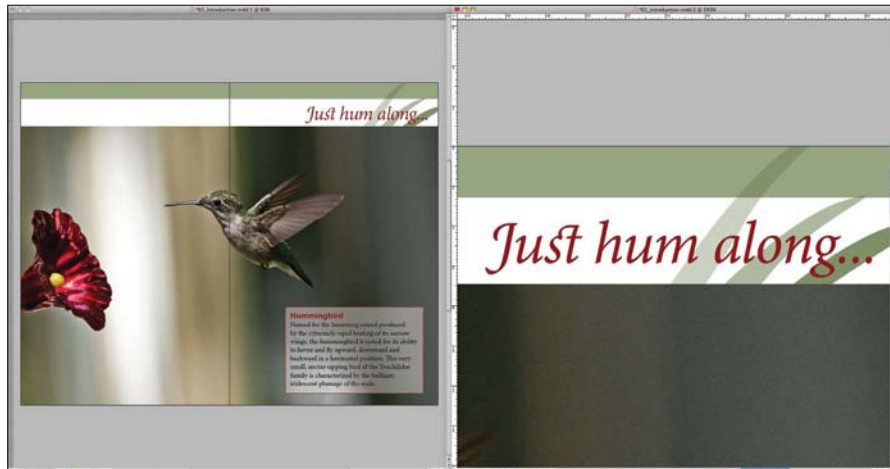 Just hum along...
Hummingbird
Named for the humming sound produced
by the extremely rapid beating of its narrow
wings, the hummingbird is noted for its ability
to hover and fly upward, downward and
backward in a horizontal position. This very
small, nectar-sipping bird of the Trochilidae
family is characterized by the brilliant,
iridescent plumage of the male.
Just hum along...